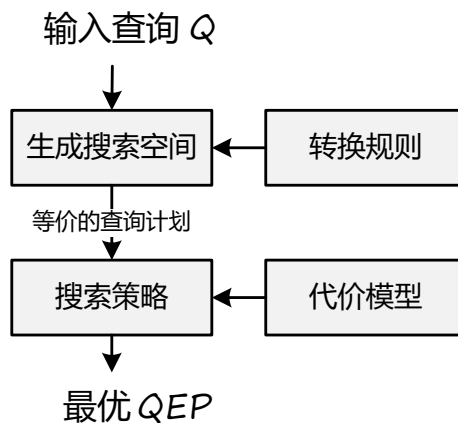 输入查询 Q
生成搜索空间
转换规则
等价的查询计划
搜索策略
代价模型
最优 QEP